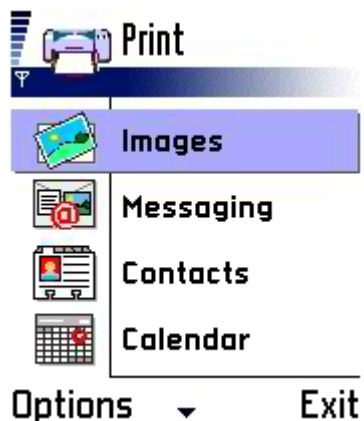 Print
Images
Messaging
Contacts
Calendar
Options Exit